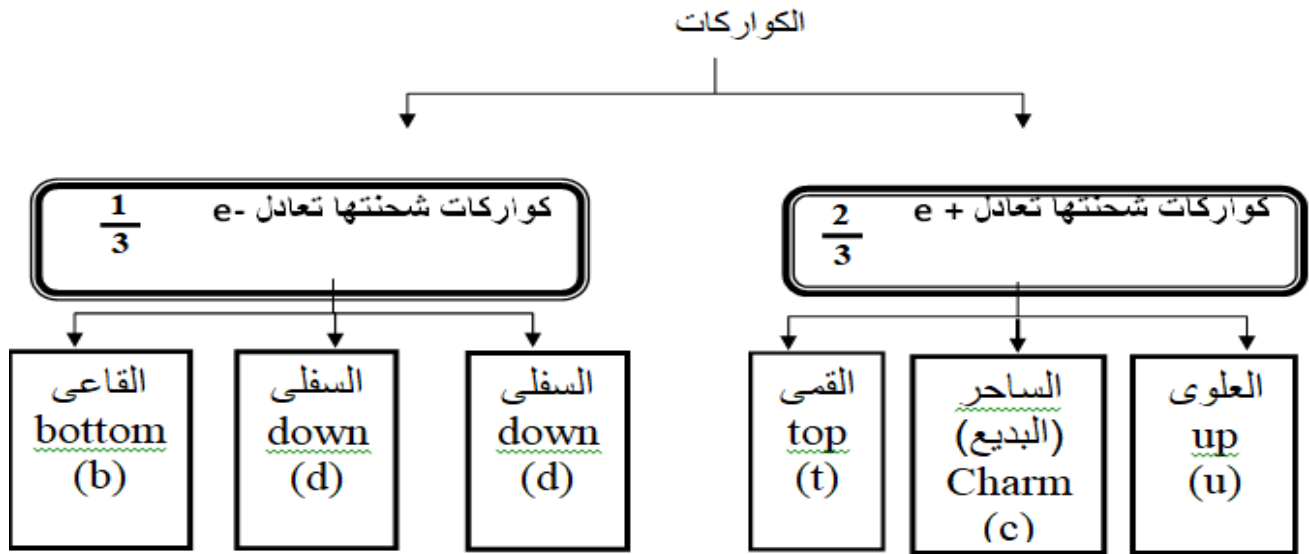 الكواركات
كواركات شحنتها تعادل + e
2
3
كواركات شحنتها تعادل -e
1
3
العلوى
up
(u)
الساحر
(البديع)
Charm
(c)
القمى
top
(t)
السفلى
down
(d)
السفلى
down
(d)
القاعى
bottom
(b)